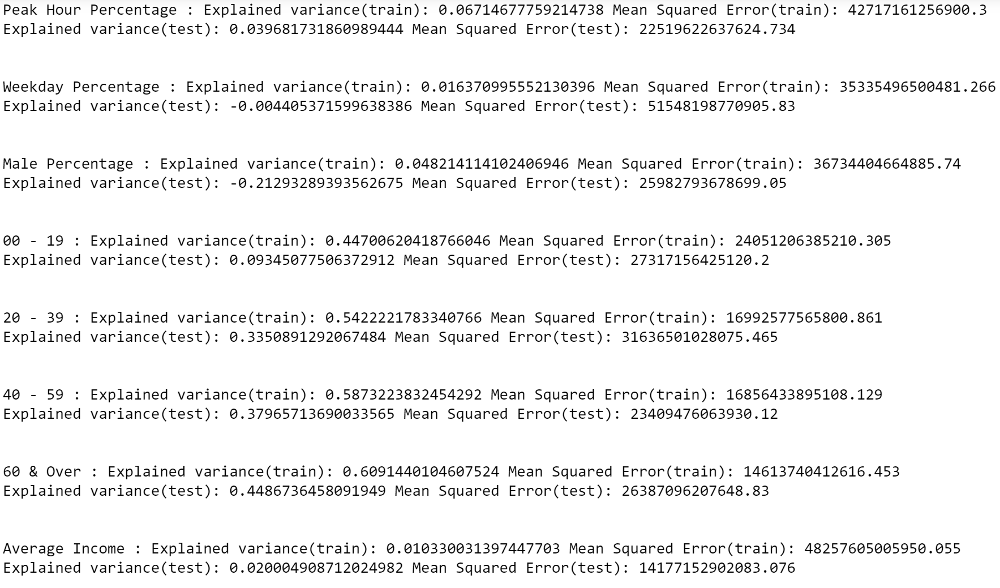 Peak Hour Percentage : Explained variance(train): 0.06714677759214738 Mean Squared Error(train): 42717161256900.3
Explained variance(test): 0.039681731860989444 Mean Squared Error(test): 22519622637624.734
Weekday Percentage : Explained variance(train): 0.016370995552130396 Mean Squared Error(train): 35335496500481.266
Explained variance(test): -0.004405371599638386 Mean Squared Error(test): 51548198770905.83
Male Percentage : Explained variance(train): 0.048214114102406946 Mean Squared Error(train): 36734404664885.74
Explained variance(test): -0.21293289393562675 Mean Squared Error(test): 25982793678699.05
00 - 19 : Explained variance(train): 0.44700620418766046 Mean Squared Error(train): 24051206385210.305
Explained variance(test): 0.09345077506372912 Mean Squared Error(test): 27317156425120.2
20 - 39 : Explained variance(train): 0.5422221783340766 Mean Squared Error(train): 16992577565800.861
Explained variance(test): 0.3350891292067484 Mean Squared Error(test): 31636501028075.465
40 - 59 : Explained variance(train): 0.5873223832454292 Mean Squared Error(train): 16856433895108.129
Explained variance(test): 0.37965713690033565 Mean Squared Error(test): 23409476063930.12
60 & Over : Explained variance(train): 0.6091440104607524 Mean Squared Error(train): 14613740412616.453
Explained variance(test): 0.4486736458091949 Mean Squared Error(test): 26387096207648.83
Average Income : Explained variance(train): 0.010330031397447703 Mean Squared Error(train): 48257605005950.055
Explained variance(test): 0.020004908712024982 Mean Squared Error(test): 14177152902083.076